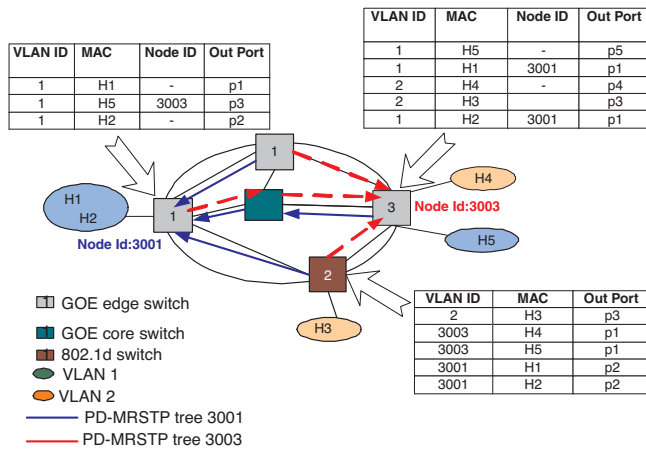 VLAN ID MAC Node ID Out Port
1 H1 - p1
1 H5 3003 p3
1 H2 - p2
VLAN ID MAC Node ID Out Port
1 H5 - p5
1 H1 3001 p1
2 H4 - p4
2 H3 p3
1 H2 3001 p1
1
H4
H1
H2
1
3
Node Id:3003
Node Id:3001
H5
2
H3
VLAN ID MAC Out Port
2 H3 p3
3003 H4 p1
3003 H5 p1
3001 H1 p2
3001 H2 p2
1 GOE edge switch
1 GOE core switch
1 802.1d switch
VLAN 1
VLAN 2
PD-MRSTP tree 3001
PD-MRSTP tree 3003